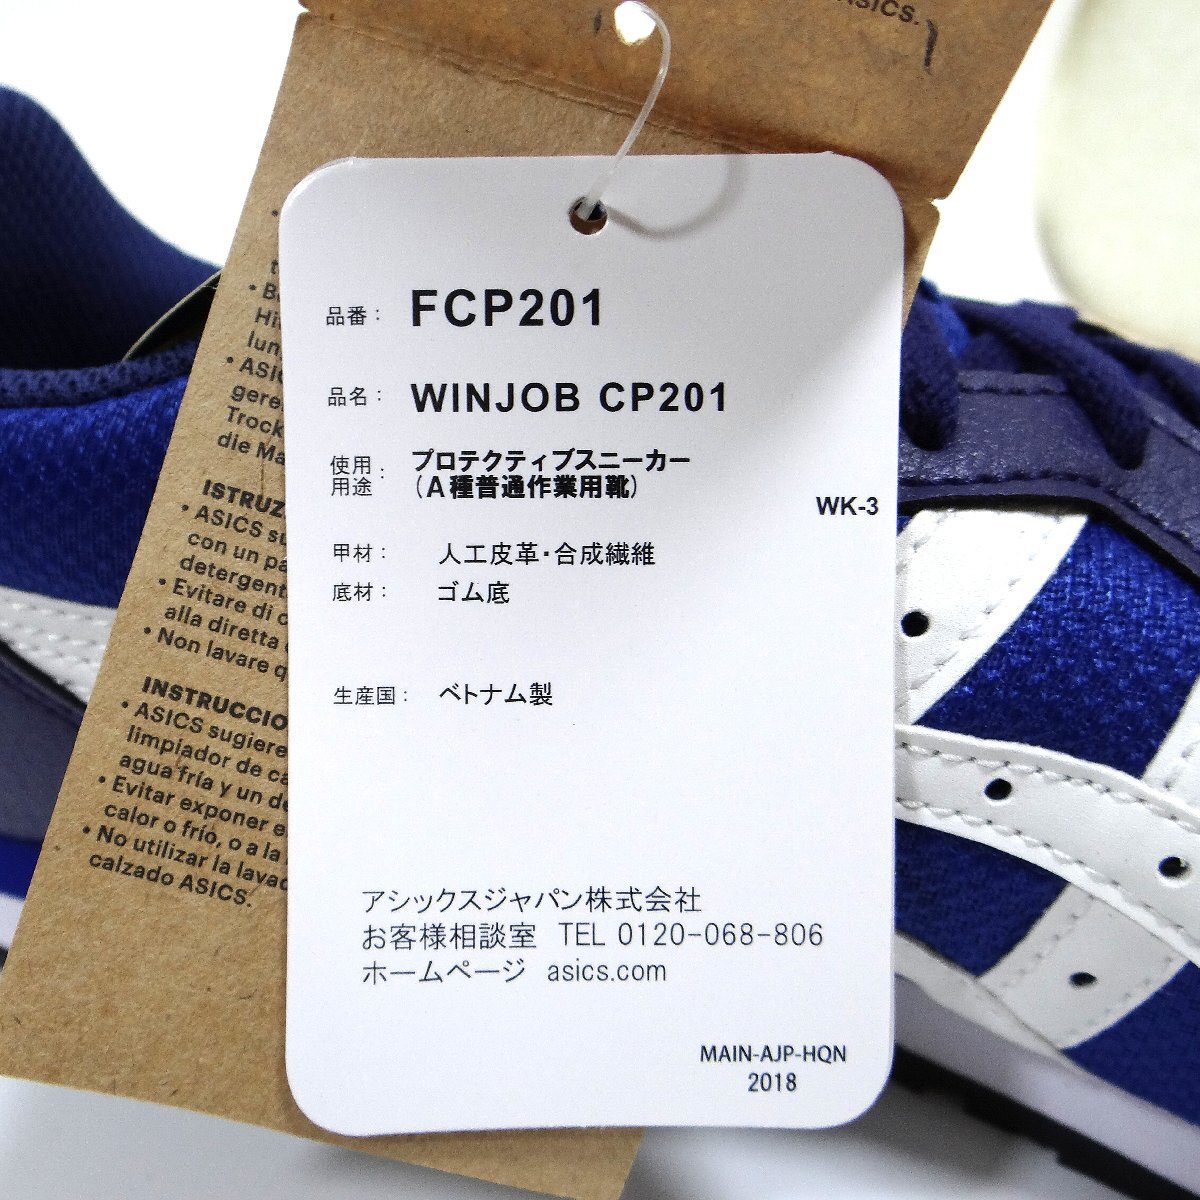 ASICS.
品番： FCP201
品名： WINJOB CP201
使用用途： プロテクティブスニーカー
（A種普通作業用靴）
WK-3
甲材： 人工皮革・合成繊維
底材： ゴム底
生産国： ベトナム製
アシックスジャパン株式会社
お客様相談室 TEL 0120-068-806
ホームページ asics.com
MAIN-AJP-HQN
2018
Trock
die Ma
• ASICS su
con un pa
detergent
• Evitare di c
alla diretta
• Non lavare q
INSTRUCCIO
• ASICS sugiere
limpiador de ca
agua fría y un de
• Evitar exponer e
calor o frío, o a la
• No utilizar la lavad
calzado ASICS.